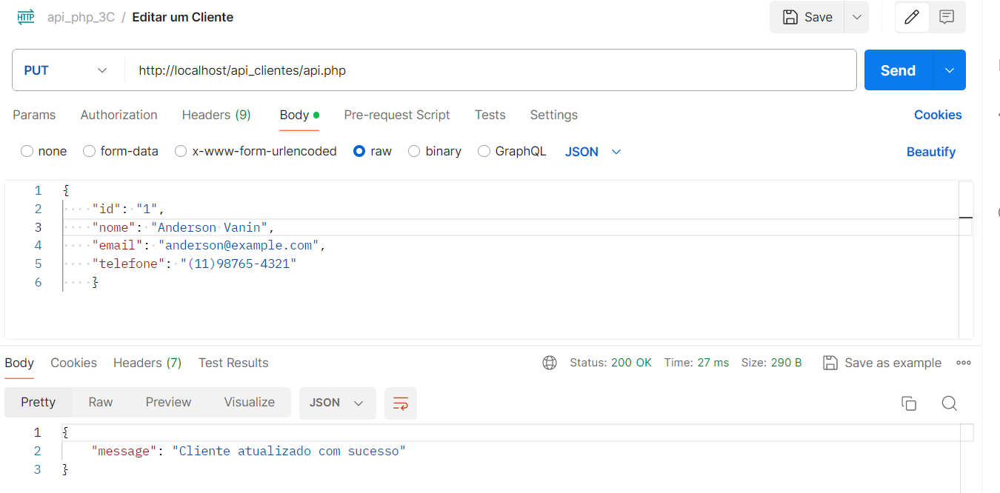 HTTP api_php_3C / Editar um Cliente Save
PUT http://localhost/api_clientes/api.php Send
Params Authorization Headers (9) Body Pre-request Script Tests Settings Cookies
none form-data x-www-form-urlencoded raw binary GraphQL JSON Beautify
1 {
2 "id": "1",
3 "nome": "Anderson Vanin",
4 "email": "anderson@example.com",
5 "telefone": "(11)98765-4321"
6 }
Body Cookies Headers (7) Test Results Status: 200 OK Time: 27 ms Size: 290 B Save as example
Pretty Raw Preview Visualize JSON
1 {
2 "message": "Cliente atualizado com sucesso"
3 }